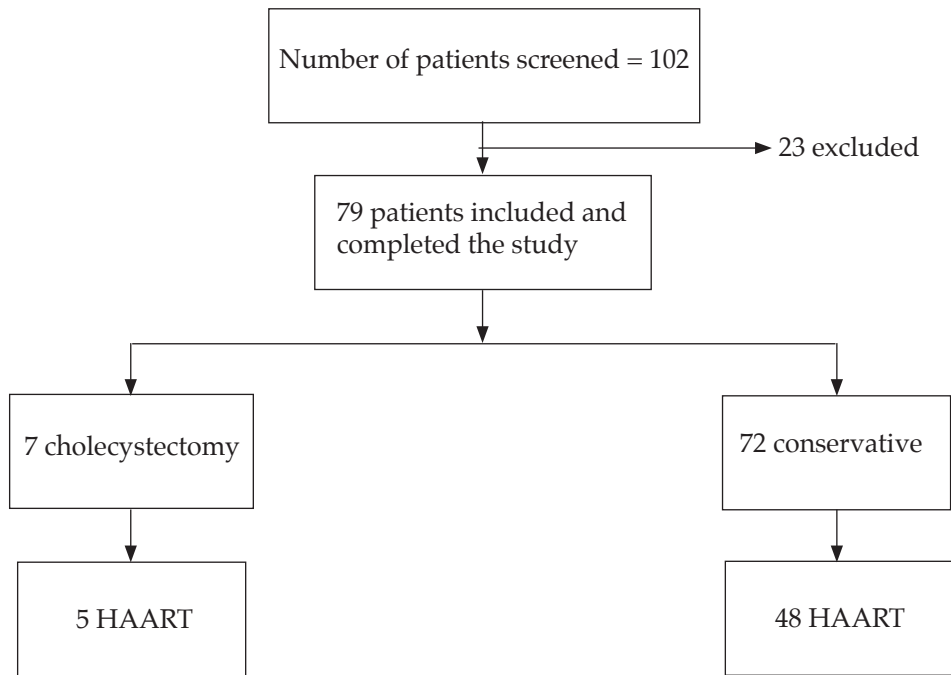 Number of patients screened = 102
23 excluded
79 patients included and
completed the study
7 cholecystectomy
72 conservative
5 HAART
48 HAART